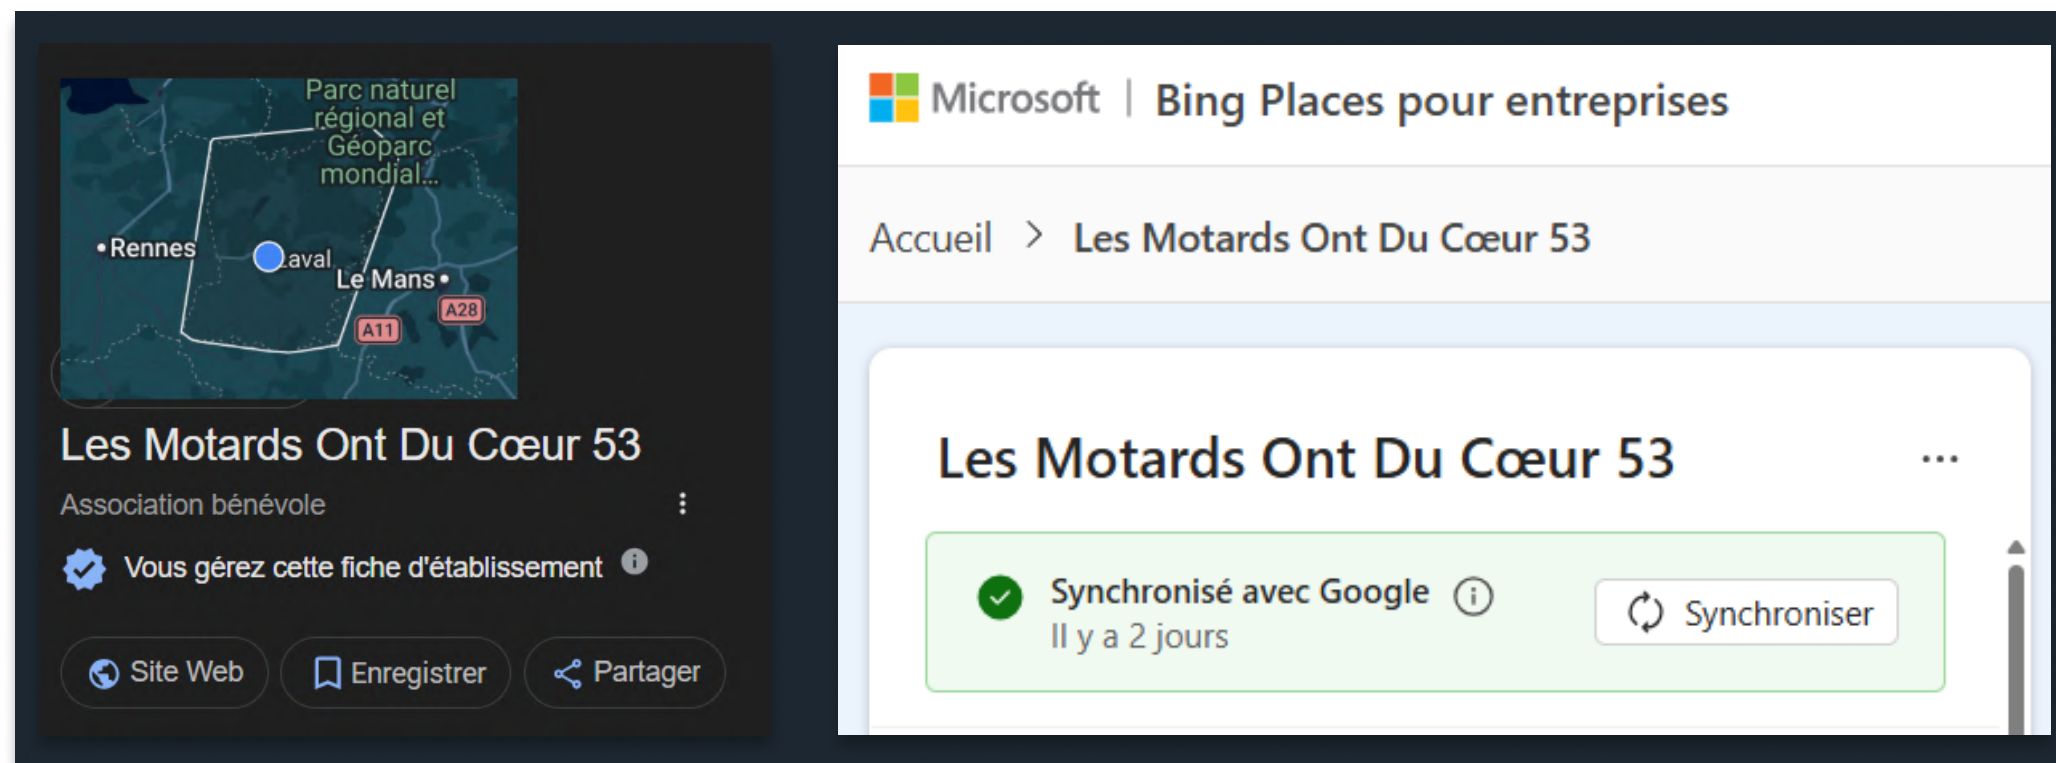 Parc naturel
régional et
Géoparc
mondial...
Rennes
Laval
Le Mans
A28
A11
Les Motards Ont Du Cœur 53
Association bénévole
Vous gérez cette fiche d'établissement
Site Web
Enregistrer
Partager
Microsoft | Bing Places pour entreprises
Accueil > Les Motards Ont Du Cœur 53
Les Motards Ont Du Cœur 53
Synchronisé avec Google
Il y a 2 jours
Synchroniser